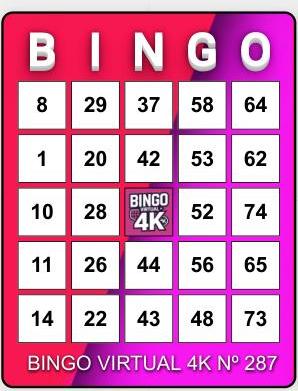 B I N G O
8 29 37 58 64
1 20 42 53 62
10 28 BINGO VIRTUAL 4K 52 74
11 26 44 56 65
14 22 43 48 73
BINGO VIRTUAL 4K Nº 287